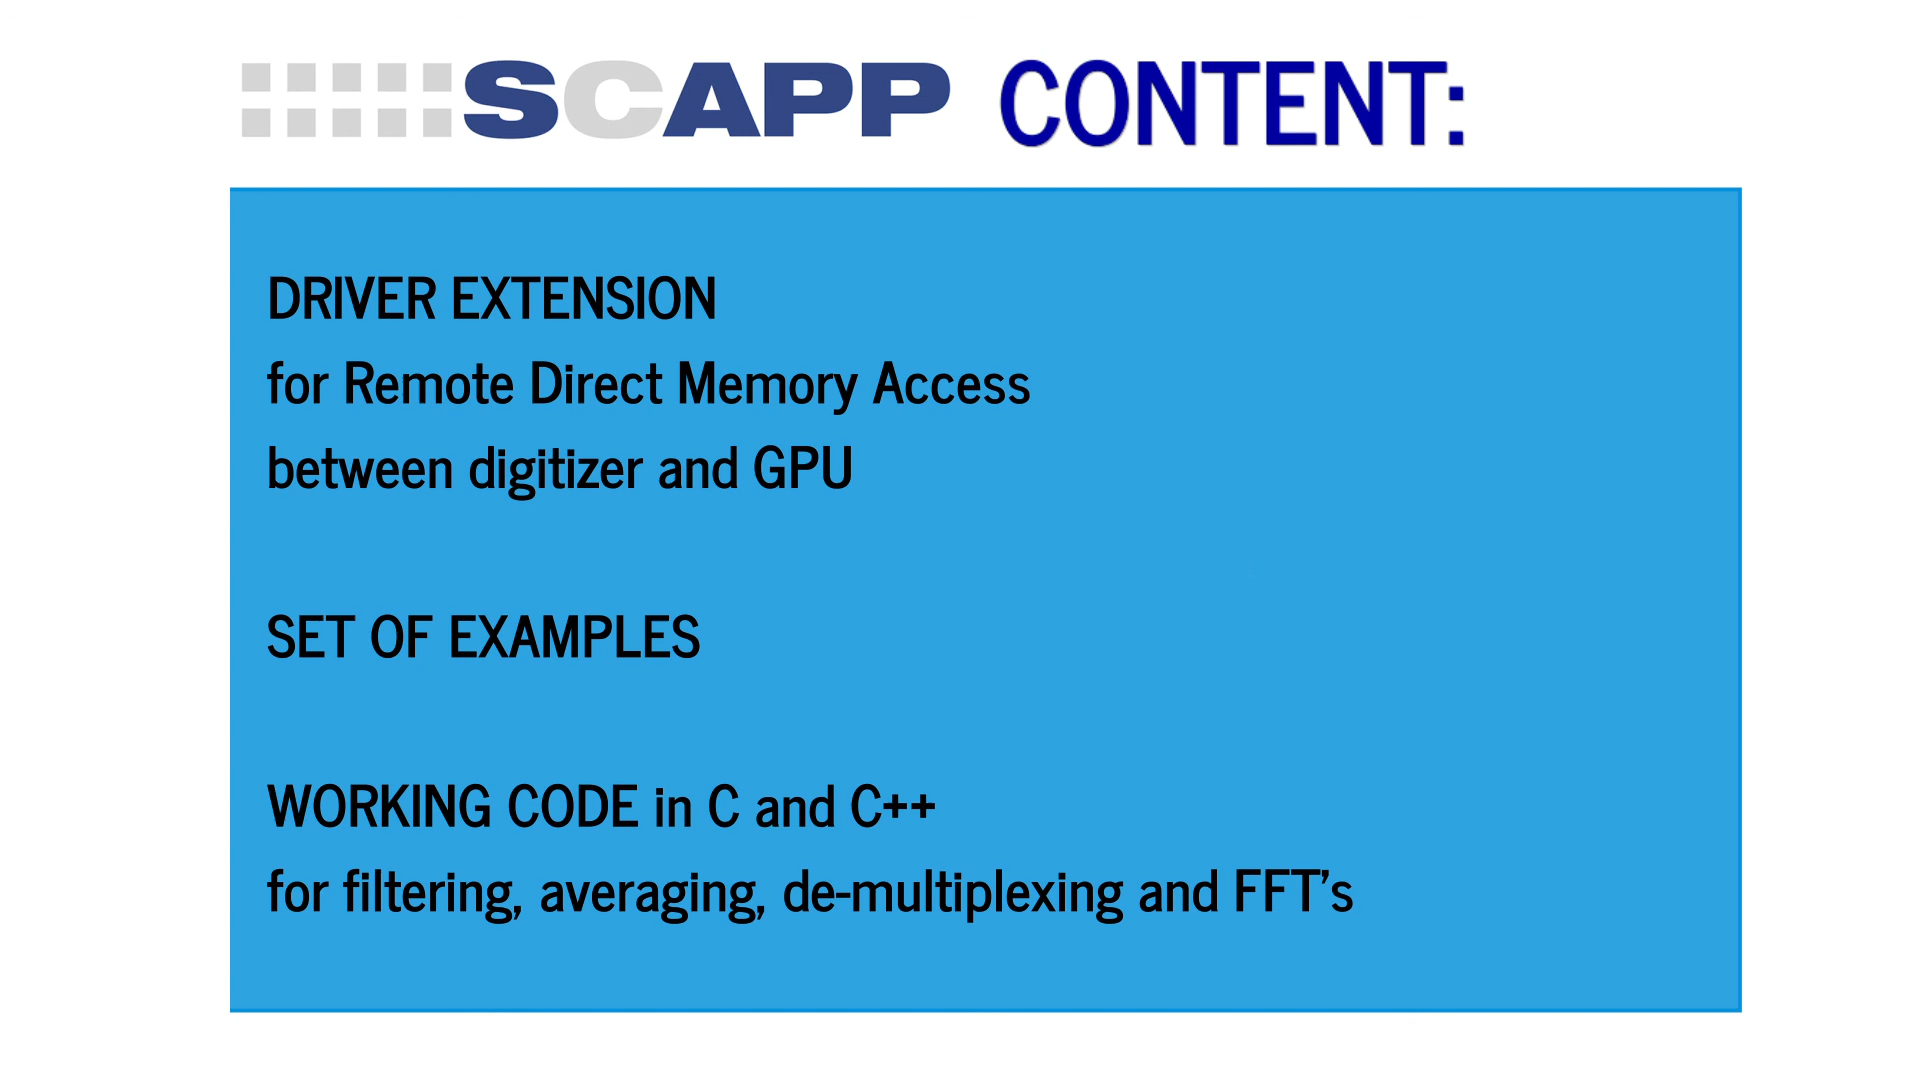 SCAPP CONTENT:
DRIVER EXTENSION
for Remote Direct Memory Access
between digitizer and GPU
SET OF EXAMPLES
WORKING CODE in C and C++
for filtering, averaging, de-multiplexing and FFT’s